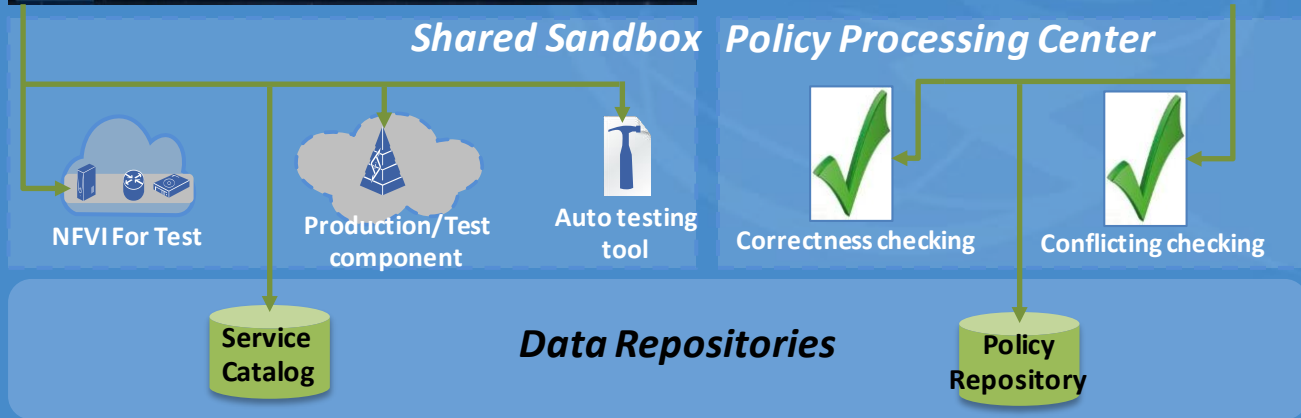 Shared Sandbox
Policy Processing Center
NFVI For Test
Production/Test
component
Auto testing
tool
Correctness checking
Conflicting checking
Service
Catalog
Data Repositories
Policy
Repository